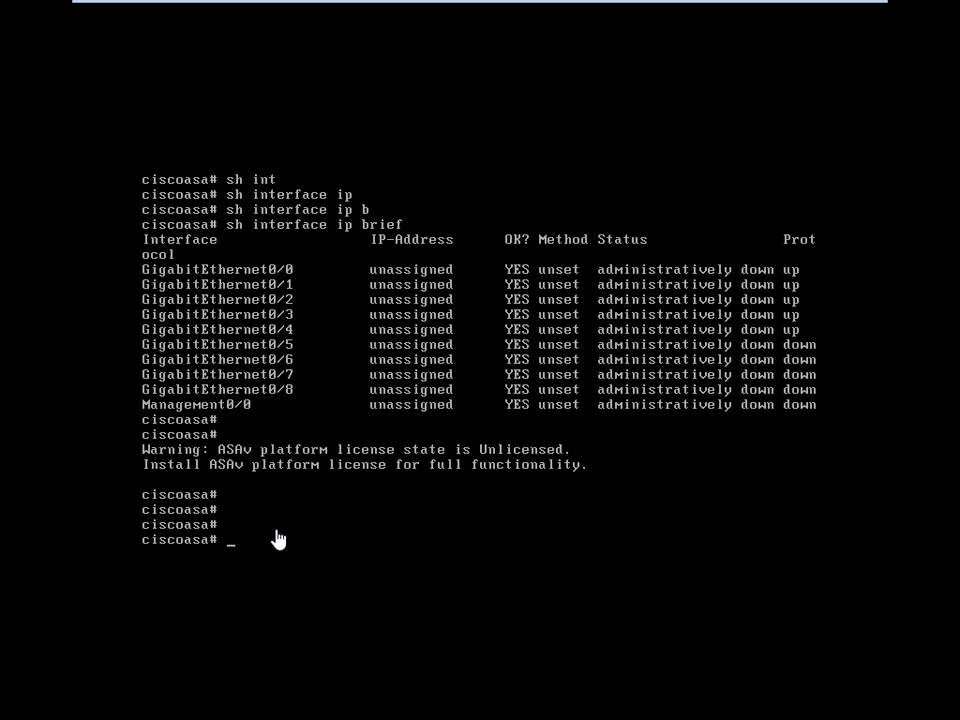 ciscoasa# sh int
ciscoasa# sh interface ip
ciscoasa# sh interface ip b
ciscoasa# sh interface ip brief
Interface                  IP-Address      OK? Method Status                Prot
ocol
GigabitEthernet0/0         unassigned      YES unset  administratively down up
GigabitEthernet0/1         unassigned      YES unset  administratively down up
GigabitEthernet0/2         unassigned      YES unset  administratively down up
GigabitEthernet0/3         unassigned      YES unset  administratively down up
GigabitEthernet0/4         unassigned      YES unset  administratively down up
GigabitEthernet0/5         unassigned      YES unset  administratively down down
GigabitEthernet0/6         unassigned      YES unset  administratively down down
GigabitEthernet0/7         unassigned      YES unset  administratively down down
GigabitEthernet0/8         unassigned      YES unset  administratively down down
Management0/0              unassigned      YES unset  administratively down down
ciscoasa#
ciscoasa#
Warning: ASAv platform license state is Unlicensed.
Install ASAv platform license for full functionality.
ciscoasa#
ciscoasa#
ciscoasa#
ciscoasa# _